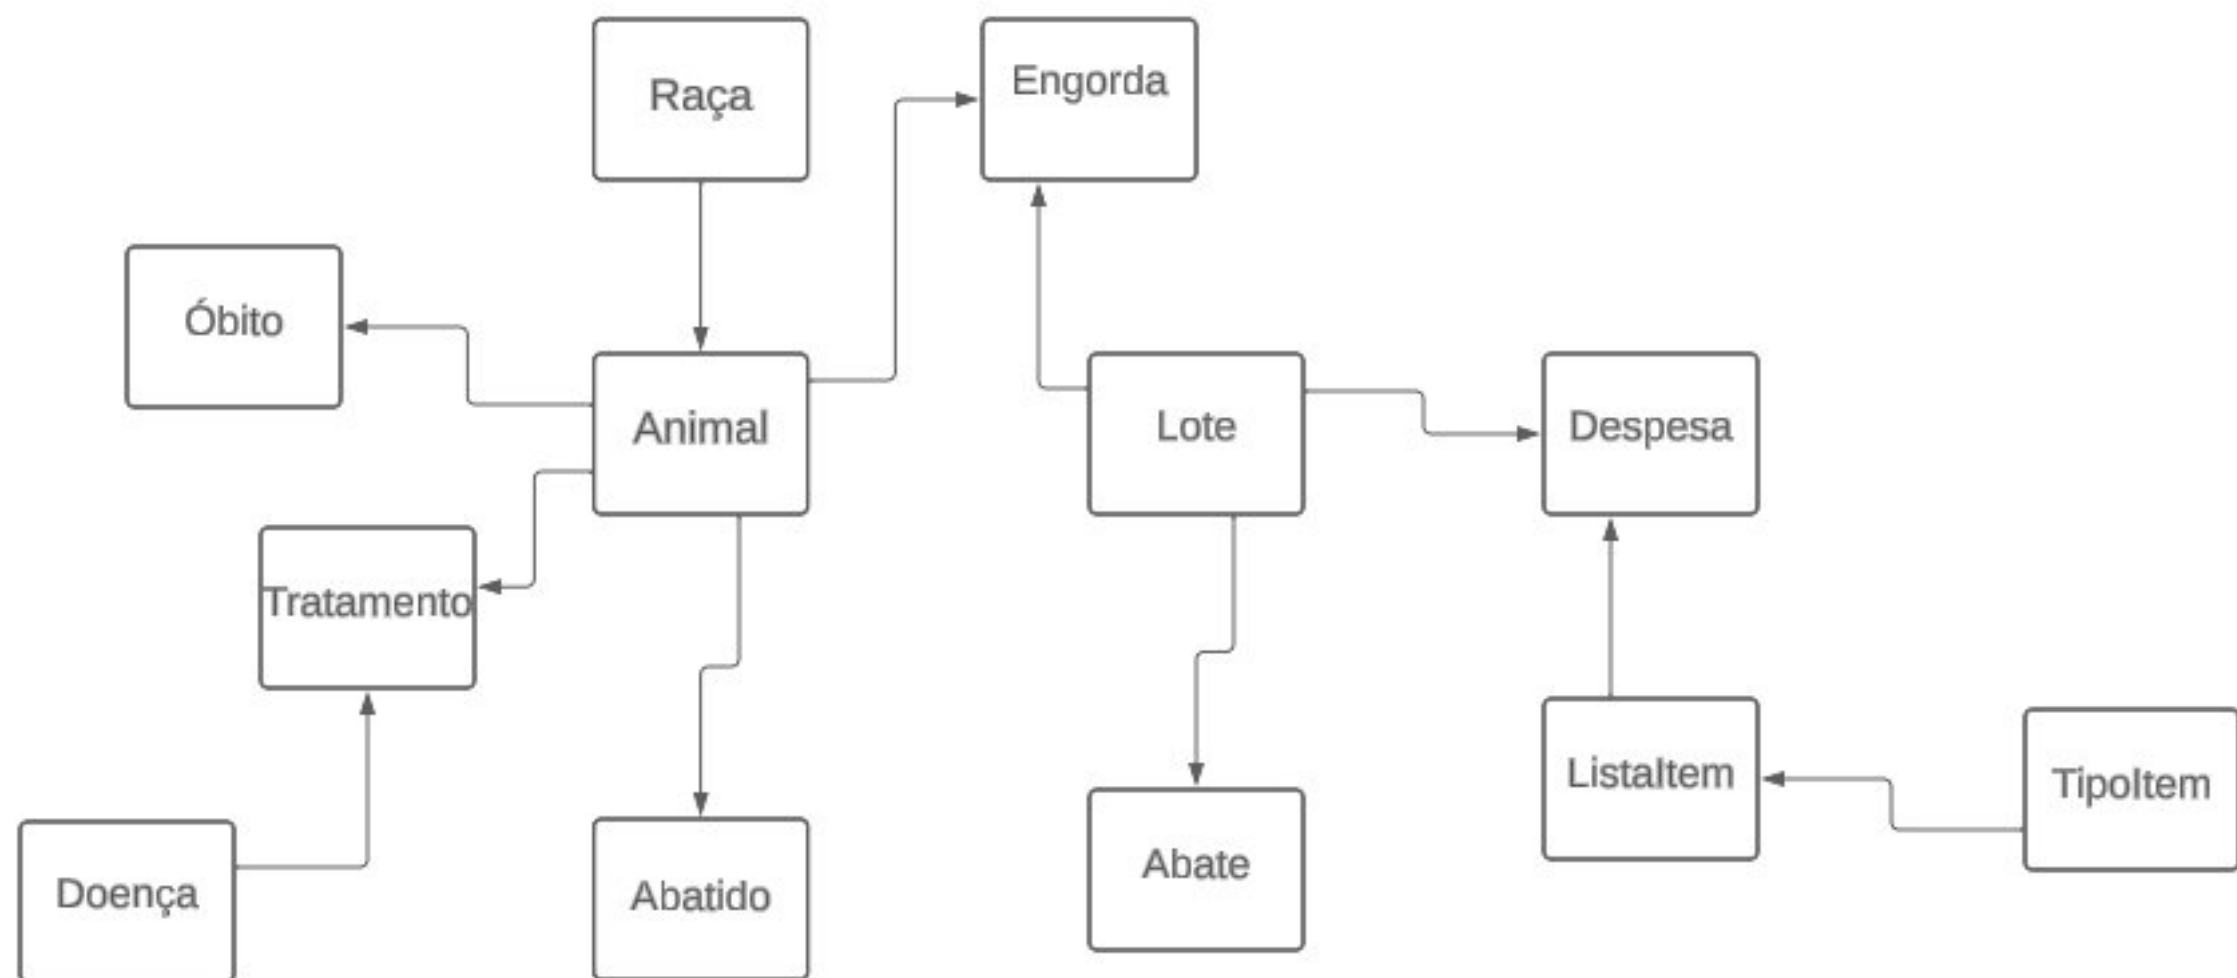 Raça
Engorda
Óbito
Animal
Lote
Despesa
Tratamento
ListaItem
TipoItem
Doença
Abatido
Abate